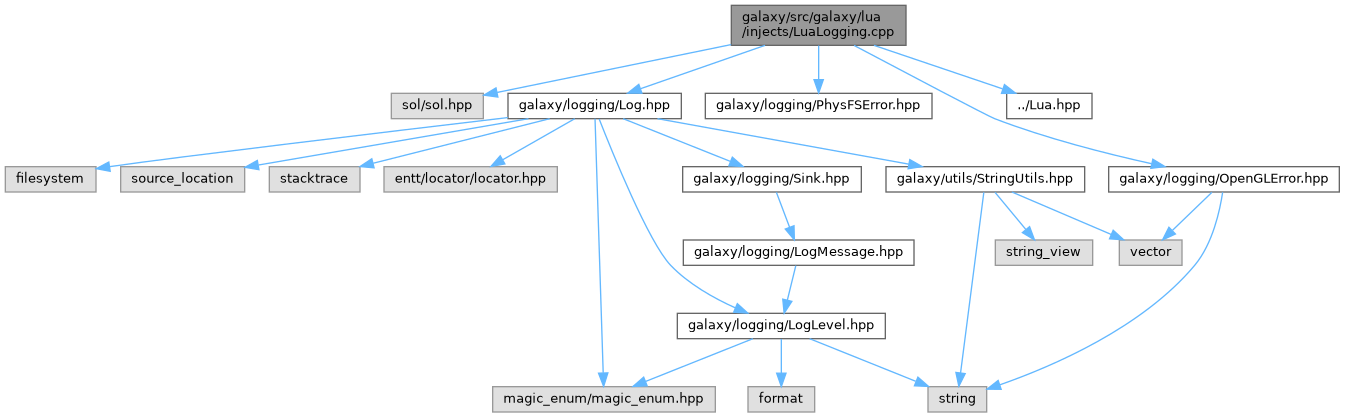 galaxy/src/galaxy/lua
/injects/LuaLogging.cpp
sol/sol.hpp
galaxy/logging/Log.hpp
galaxy/logging/PhysFSError.hpp
../Lua.hpp
filesystem
source_location
stacktrace
entt/locator/locator.hpp
galaxy/logging/Sink.hpp
galaxy/utils/StringUtils.hpp
galaxy/logging/OpenGLError.hpp
galaxy/logging/LogMessage.hpp
string_view
vector
galaxy/logging/LogLevel.hpp
magic_enum/magic_enum.hpp
format
string